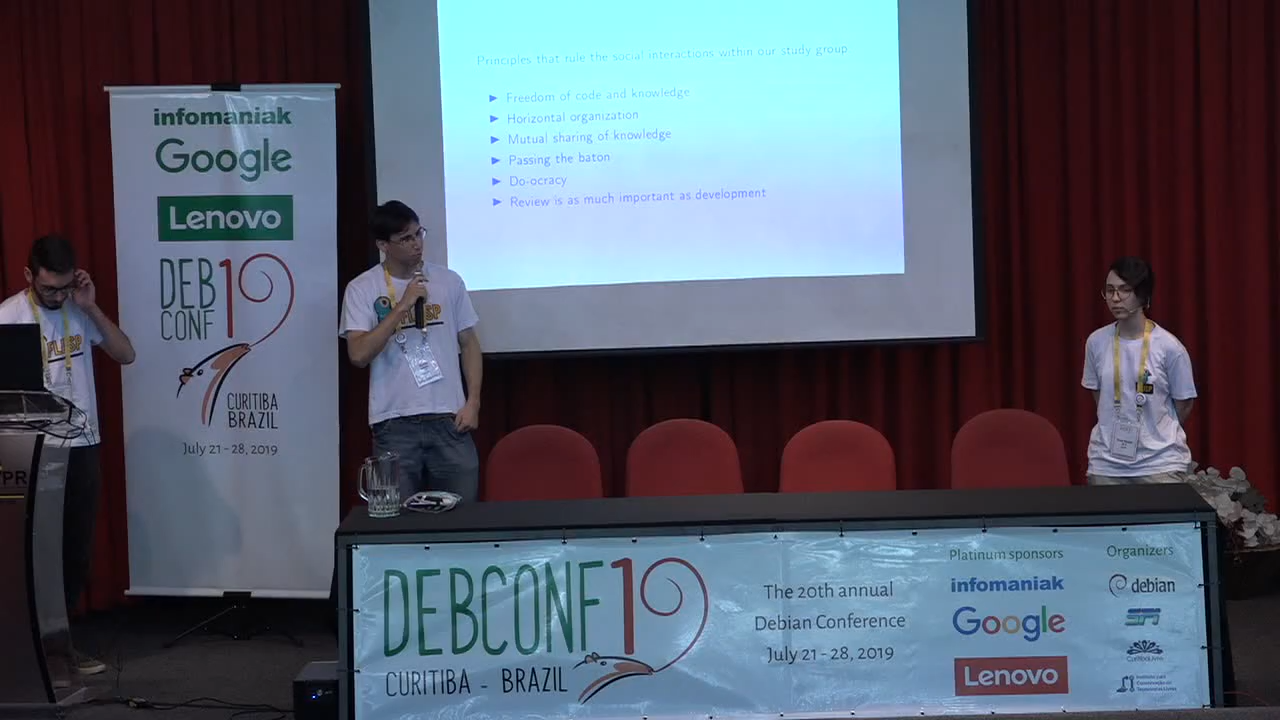 Principles that rule the social interactions within our study group
Freedom of code and knowledge
Horizontal organization
Mutual sharing of knowledge
Passing the baton
Do-ocracy
Review is as much important as development
infomaniak
Google
Lenovo
DEB
CONF 19
CURITIBA
BRAZIL
July 21 - 28, 2019
PR
DEBCONF19
CURITIBA - BRAZIL
The 20th annual
Debian Conference
July 21 - 28, 2019
Platinum sponsors
infomaniak
Google
Lenovo
Organizers
debian